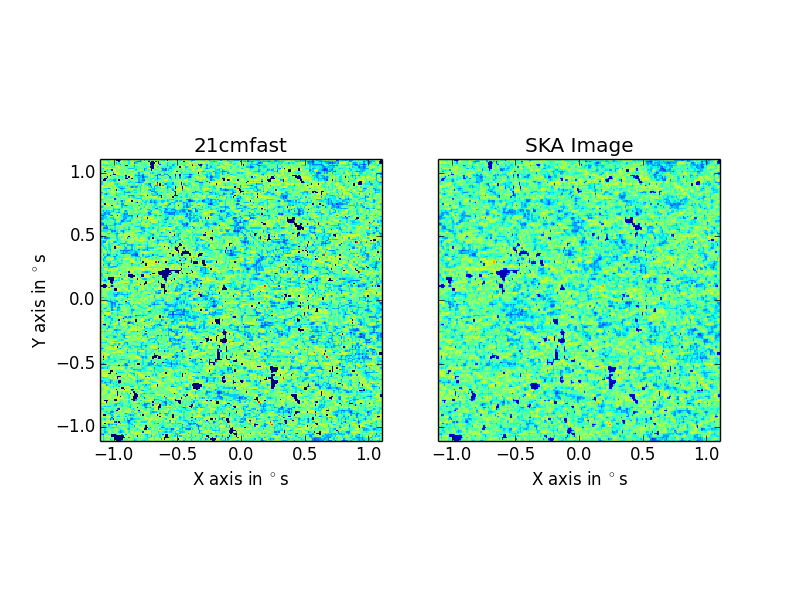 21cmfast
SKA Image
Y axis in °s
1.0
0.5
0.0
−0.5
−1.0
−1.0 −0.5 0.0 0.5 1.0
−1.0 −0.5 0.0 0.5 1.0
X axis in °s
X axis in °s